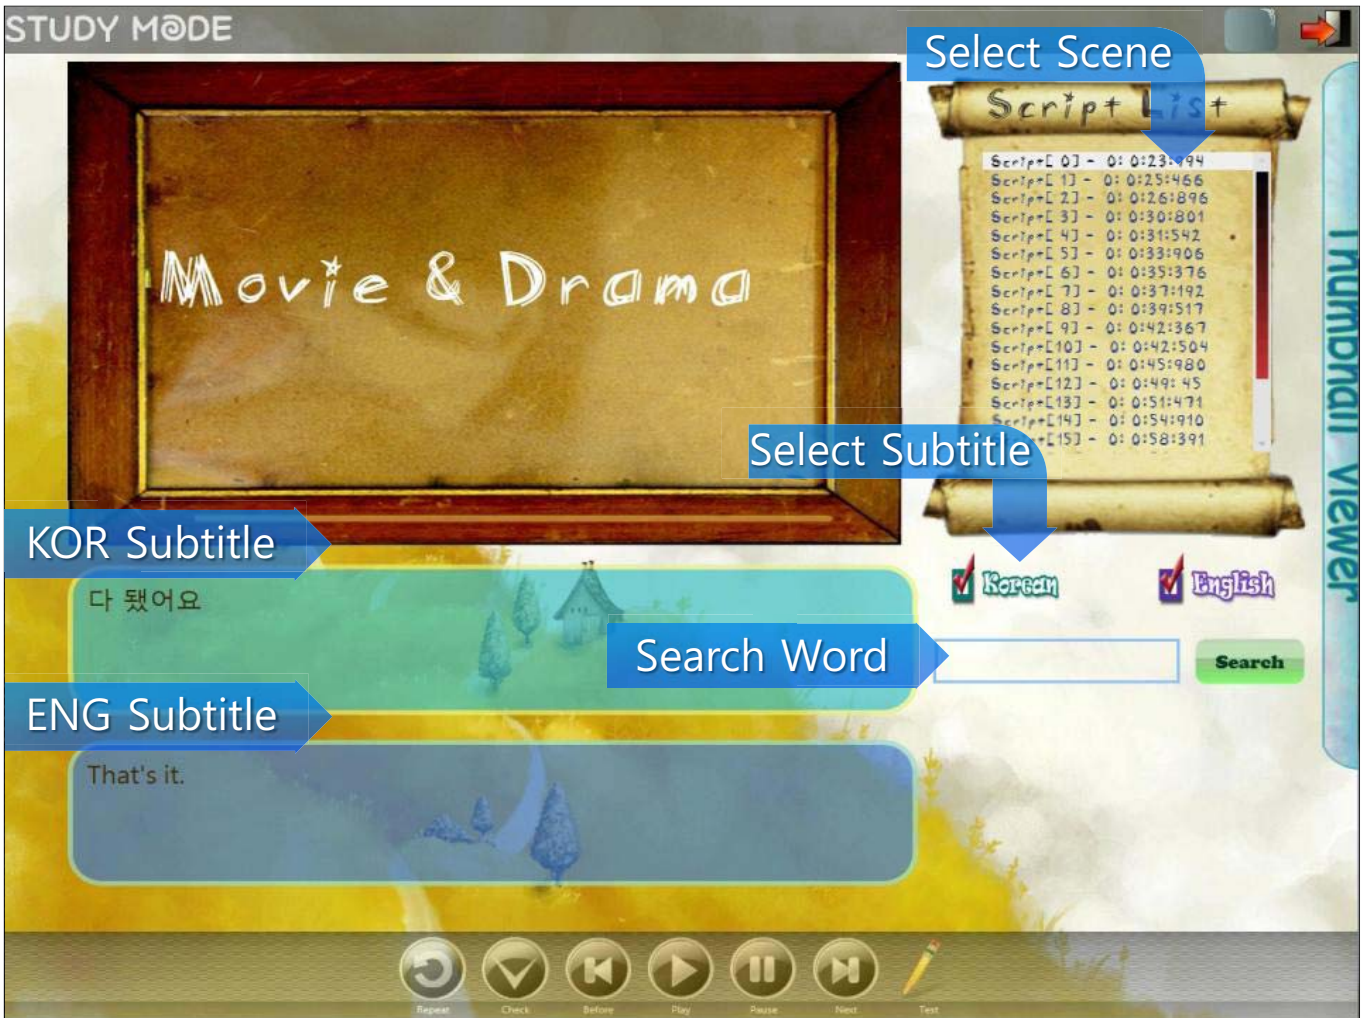 STUDY MODE
Select Scene
Script List
Script[ 0] - 0: 0:23:994
Script[ 1] - 0: 0:25:466
Script[ 2] - 0: 0:26:896
Script[ 3] - 0: 0:30:801
Script[ 4] - 0: 0:31:542
Script[ 5] - 0: 0:33:906
Script[ 6] - 0: 0:35:376
Script[ 7] - 0: 0:37:192
Script[ 8] - 0: 0:39:517
Script[ 9] - 0: 0:42:367
Script[10] - 0: 0:42:504
Script[11] - 0: 0:45:980
Script[12] - 0: 0:49: 45
Script[13] - 0: 0:51:471
Script[14] - 0: 0:54:910
Script[15] - 0: 0:58:391
Movie & Drama
Thumbnail Viewer
Select Subtitle
KOR Subtitle
다 됐어요
Korean
English
Search Word
Search
ENG Subtitle
That's it.
Repeat
Check
Before
Play
Pause
Next
Test